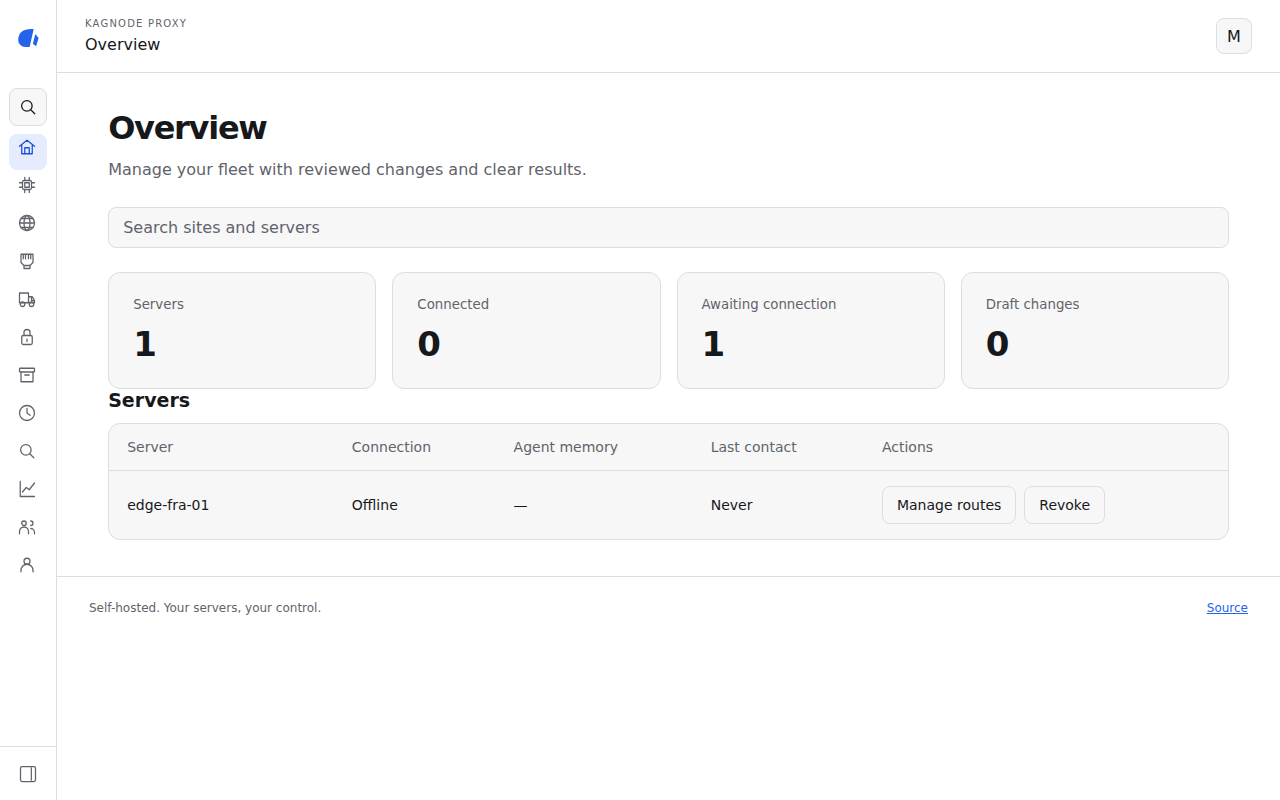 KAGNODE PROXY
Overview
M
Overview
Manage your fleet with reviewed changes and clear results.
Search sites and servers
Servers Connected Awaiting connection Draft changes
1 0 1 0
Servers
Server Connection Agent memory Last contact Actions
edge-fra-01 Offline — Never Manage routes Revoke
Self-hosted. Your servers, your control. Source